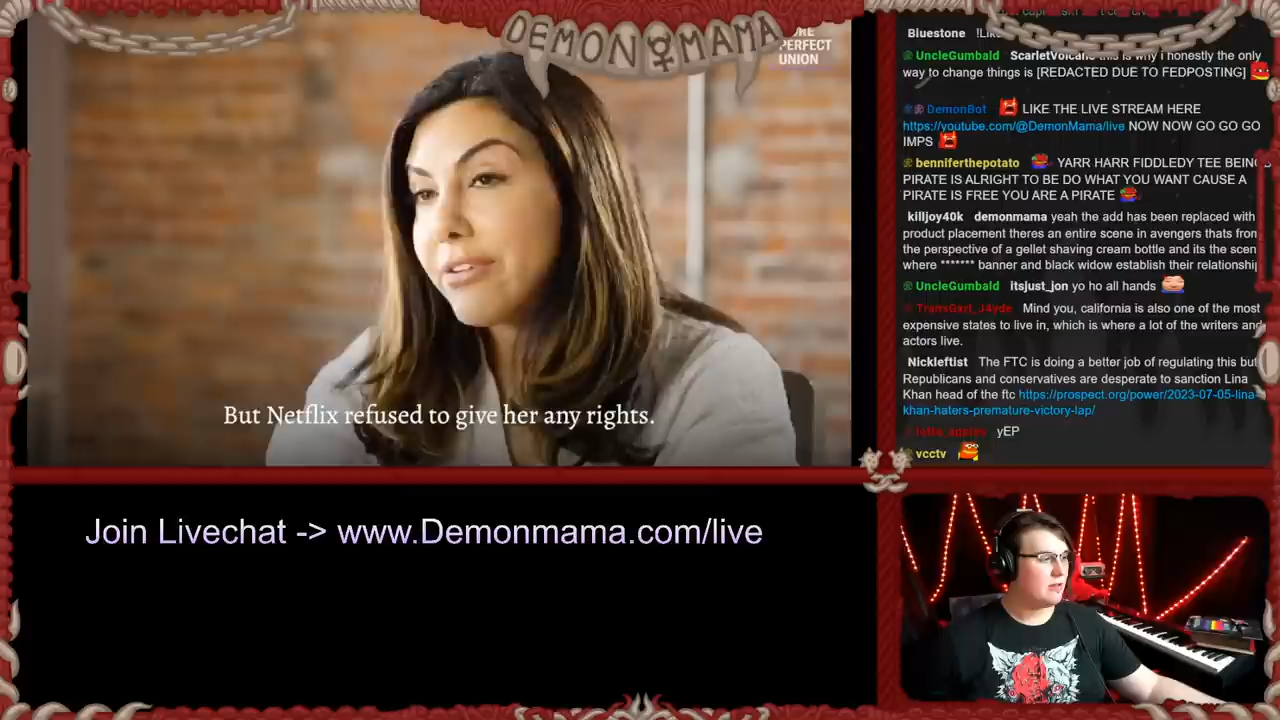 DEMON MAMA
PERFECT
UNION
But Netflix refused to give her any rights.
Join Livechat -> www.Demonmama.com/live
Bluestone !Lik
UncleGumbald ScarletVolcano this is why i honestly the only
way to change things is [REDACTED DUE TO FEDPOSTING]
DemonBot LIKE THE LIVE STREAM HERE
https://youtube.com/@DemonMama/live NOW NOW GO GO GO
IMPS
benniferthepotato YARR HARR FIDDLEDY TEE BEING
PIRATE IS ALRIGHT TO BE DO WHAT YOU WANT CAUSE A
PIRATE IS FREE YOU ARE A PIRATE
killjoy40k demonmama yeah the add has been replaced with
product placement theres an entire scene in avengers thats from
the perspective of a gellet shaving cream bottle and its the scen
where ******* banner and black widow establish their relationship
UncleGumbald itsjust_jon yo ho all hands
TransGxrl_J4yde Mind you, california is also one of the most
expensive states to live in, which is where a lot of the writers and
actors live.
Nickleftist The FTC is doing a better job of regulating this but
Republicans and conservatives are desperate to sanction Lina
Khan head of the ftc https://prospect.org/power/2023-07-05-lina-
khan-haters-premature-victory-lap/
yEP
vcctv